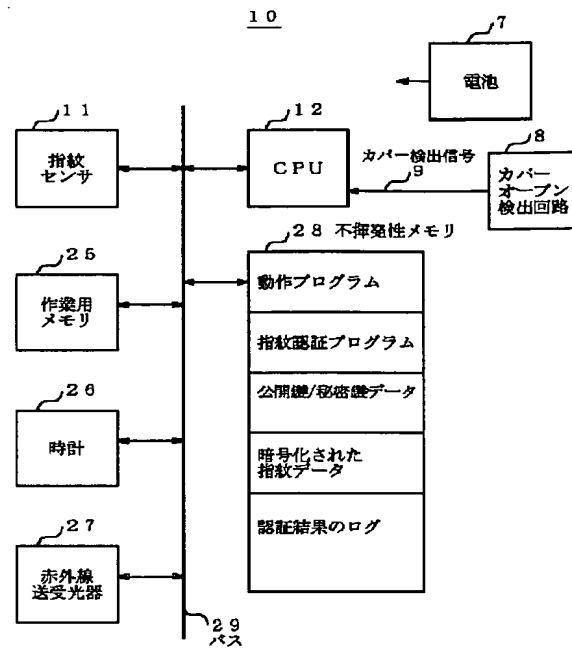 １０
７
電池
１１
指紋
センサ
１２
ＣＰＵ
カバー検出信号
９
８
カバー
オープン
検出回路
２５
作業用
メモリ
２８ 不揮発性メモリ
動作プログラム
指紋認証プログラム
公開鍵/秘密鍵データ
暗号化された
指紋データ
認証結果のログ
２６
時計
２７
赤外線
送受光器
２９
バス